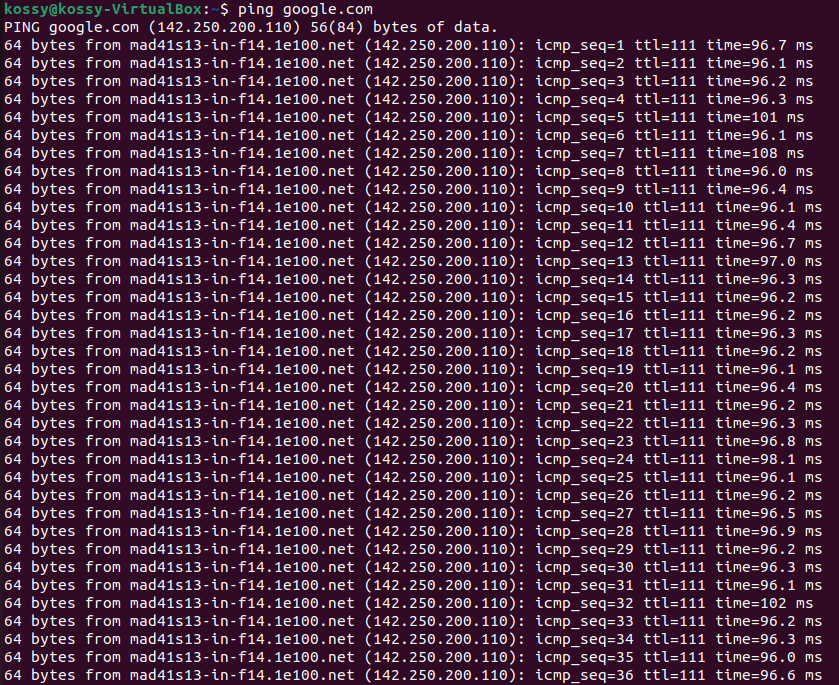 kossy@kossy-VirtualBox:~$ ping google.com
PING google.com (142.250.200.110) 56(84) bytes of data.
64 bytes from mad41s13-in-f14.1e100.net (142.250.200.110): icmp_seq=1 ttl=111 time=96.7 ms
64 bytes from mad41s13-in-f14.1e100.net (142.250.200.110): icmp_seq=2 ttl=111 time=96.1 ms
64 bytes from mad41s13-in-f14.1e100.net (142.250.200.110): icmp_seq=3 ttl=111 time=96.2 ms
64 bytes from mad41s13-in-f14.1e100.net (142.250.200.110): icmp_seq=4 ttl=111 time=96.3 ms
64 bytes from mad41s13-in-f14.1e100.net (142.250.200.110): icmp_seq=5 ttl=111 time=101 ms
64 bytes from mad41s13-in-f14.1e100.net (142.250.200.110): icmp_seq=6 ttl=111 time=96.1 ms
64 bytes from mad41s13-in-f14.1e100.net (142.250.200.110): icmp_seq=7 ttl=111 time=108 ms
64 bytes from mad41s13-in-f14.1e100.net (142.250.200.110): icmp_seq=8 ttl=111 time=96.0 ms
64 bytes from mad41s13-in-f14.1e100.net (142.250.200.110): icmp_seq=9 ttl=111 time=96.4 ms
64 bytes from mad41s13-in-f14.1e100.net (142.250.200.110): icmp_seq=10 ttl=111 time=96.1 ms
64 bytes from mad41s13-in-f14.1e100.net (142.250.200.110): icmp_seq=11 ttl=111 time=96.4 ms
64 bytes from mad41s13-in-f14.1e100.net (142.250.200.110): icmp_seq=12 ttl=111 time=96.7 ms
64 bytes from mad41s13-in-f14.1e100.net (142.250.200.110): icmp_seq=13 ttl=111 time=97.0 ms
64 bytes from mad41s13-in-f14.1e100.net (142.250.200.110): icmp_seq=14 ttl=111 time=96.3 ms
64 bytes from mad41s13-in-f14.1e100.net (142.250.200.110): icmp_seq=15 ttl=111 time=96.2 ms
64 bytes from mad41s13-in-f14.1e100.net (142.250.200.110): icmp_seq=16 ttl=111 time=96.2 ms
64 bytes from mad41s13-in-f14.1e100.net (142.250.200.110): icmp_seq=17 ttl=111 time=96.3 ms
64 bytes from mad41s13-in-f14.1e100.net (142.250.200.110): icmp_seq=18 ttl=111 time=96.2 ms
64 bytes from mad41s13-in-f14.1e100.net (142.250.200.110): icmp_seq=19 ttl=111 time=96.1 ms
64 bytes from mad41s13-in-f14.1e100.net (142.250.200.110): icmp_seq=20 ttl=111 time=96.4 ms
64 bytes from mad41s13-in-f14.1e100.net (142.250.200.110): icmp_seq=21 ttl=111 time=96.2 ms
64 bytes from mad41s13-in-f14.1e100.net (142.250.200.110): icmp_seq=22 ttl=111 time=96.3 ms
64 bytes from mad41s13-in-f14.1e100.net (142.250.200.110): icmp_seq=23 ttl=111 time=96.8 ms
64 bytes from mad41s13-in-f14.1e100.net (142.250.200.110): icmp_seq=24 ttl=111 time=98.1 ms
64 bytes from mad41s13-in-f14.1e100.net (142.250.200.110): icmp_seq=25 ttl=111 time=96.1 ms
64 bytes from mad41s13-in-f14.1e100.net (142.250.200.110): icmp_seq=26 ttl=111 time=96.2 ms
64 bytes from mad41s13-in-f14.1e100.net (142.250.200.110): icmp_seq=27 ttl=111 time=96.5 ms
64 bytes from mad41s13-in-f14.1e100.net (142.250.200.110): icmp_seq=28 ttl=111 time=96.9 ms
64 bytes from mad41s13-in-f14.1e100.net (142.250.200.110): icmp_seq=29 ttl=111 time=96.2 ms
64 bytes from mad41s13-in-f14.1e100.net (142.250.200.110): icmp_seq=30 ttl=111 time=96.3 ms
64 bytes from mad41s13-in-f14.1e100.net (142.250.200.110): icmp_seq=31 ttl=111 time=96.1 ms
64 bytes from mad41s13-in-f14.1e100.net (142.250.200.110): icmp_seq=32 ttl=111 time=102 ms
64 bytes from mad41s13-in-f14.1e100.net (142.250.200.110): icmp_seq=33 ttl=111 time=96.2 ms
64 bytes from mad41s13-in-f14.1e100.net (142.250.200.110): icmp_seq=34 ttl=111 time=96.3 ms
64 bytes from mad41s13-in-f14.1e100.net (142.250.200.110): icmp_seq=35 ttl=111 time=96.0 ms
64 bytes from mad41s13-in-f14.1e100.net (142.250.200.110): icmp_seq=36 ttl=111 time=96.6 ms